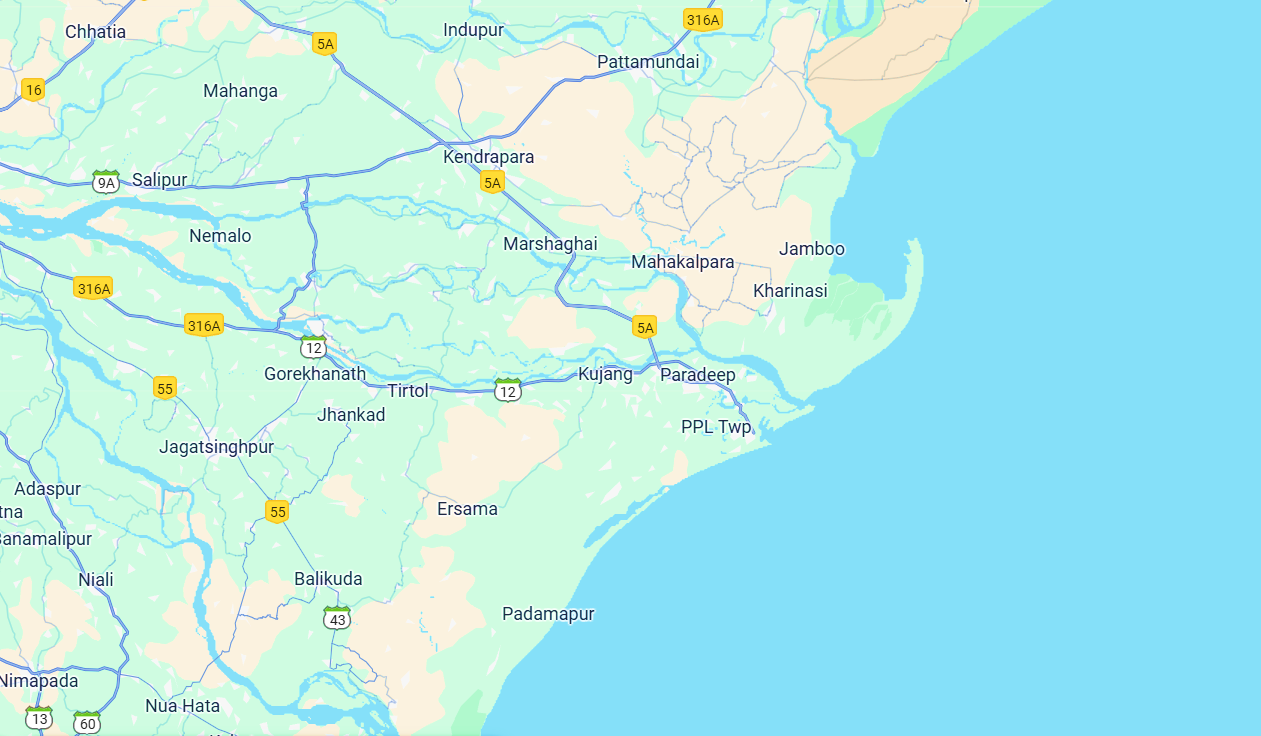 Chhatia
Indupur
316A
5A
Pattamundai
16
Mahanga
Kendrapara
9A
Salipur
5A
Nemalo
Marshaghai
Jamboo
Mahakalpara
316A
Kharinasi
316A
5A
12
Gorekhanath
Kujang
Paradeep
55
Tirtol
12
Jhankad
PPL Twp
Jagatsinghpur
Adaspur
tna
55
Ersama
Banamalipur
Niali
Balikuda
43
Padamapur
Nimapada
Nua Hata
13
60